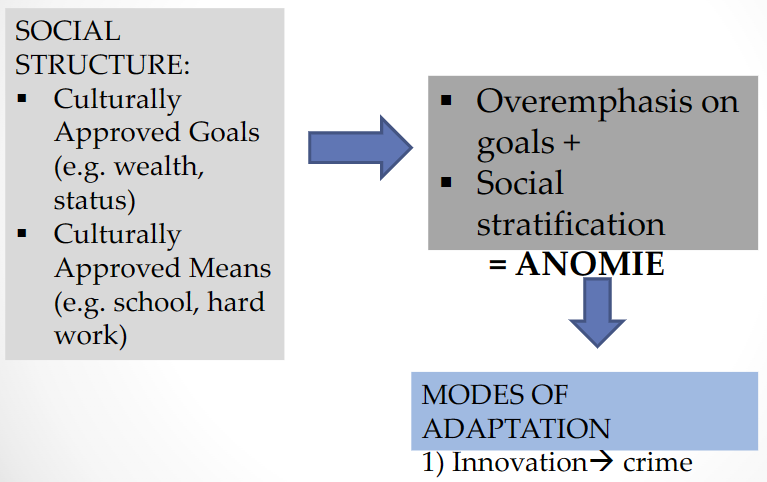 SOCIAL
STRUCTURE:
▪ Culturally
Approved Goals
(e.g. wealth,
status)
▪ Culturally
Approved Means
(e.g. school, hard
work)
▪ Overemphasis on
goals +
▪ Social
stratification
= ANOMIE
MODES OF
ADAPTATION
1) Innovation→ crime